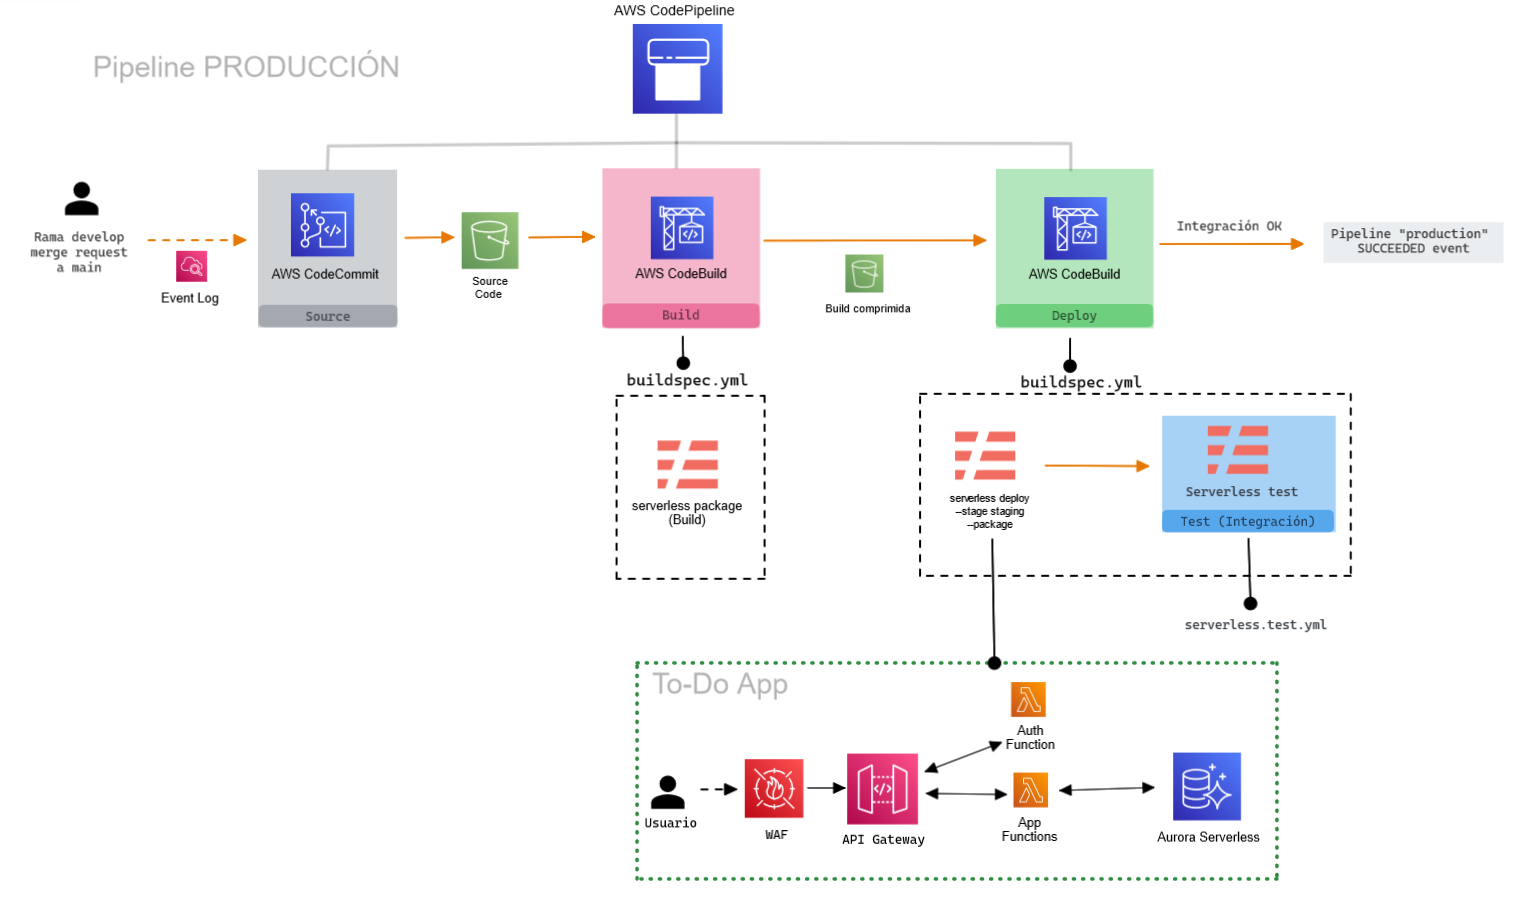 AWS CodePipeline
Pipeline PRODUCCIÓN
Rama develop
merge request
a main
Event Log
AWS CodeCommit
Source
Source
Code
AWS CodeBuild
Build
Build comprimida
AWS CodeBuild
Deploy
Integración OK
Pipeline "production"
SUCCEEDED event
buildspec.yml
serverless package
(Build)
buildspec.yml
serverless deploy
--stage staging
--package
Serverless test
Test (Integración)
serverless.test.yml
To-Do App
Usuario
WAF
API Gateway
Auth
Function
App
Functions
Aurora Serverless